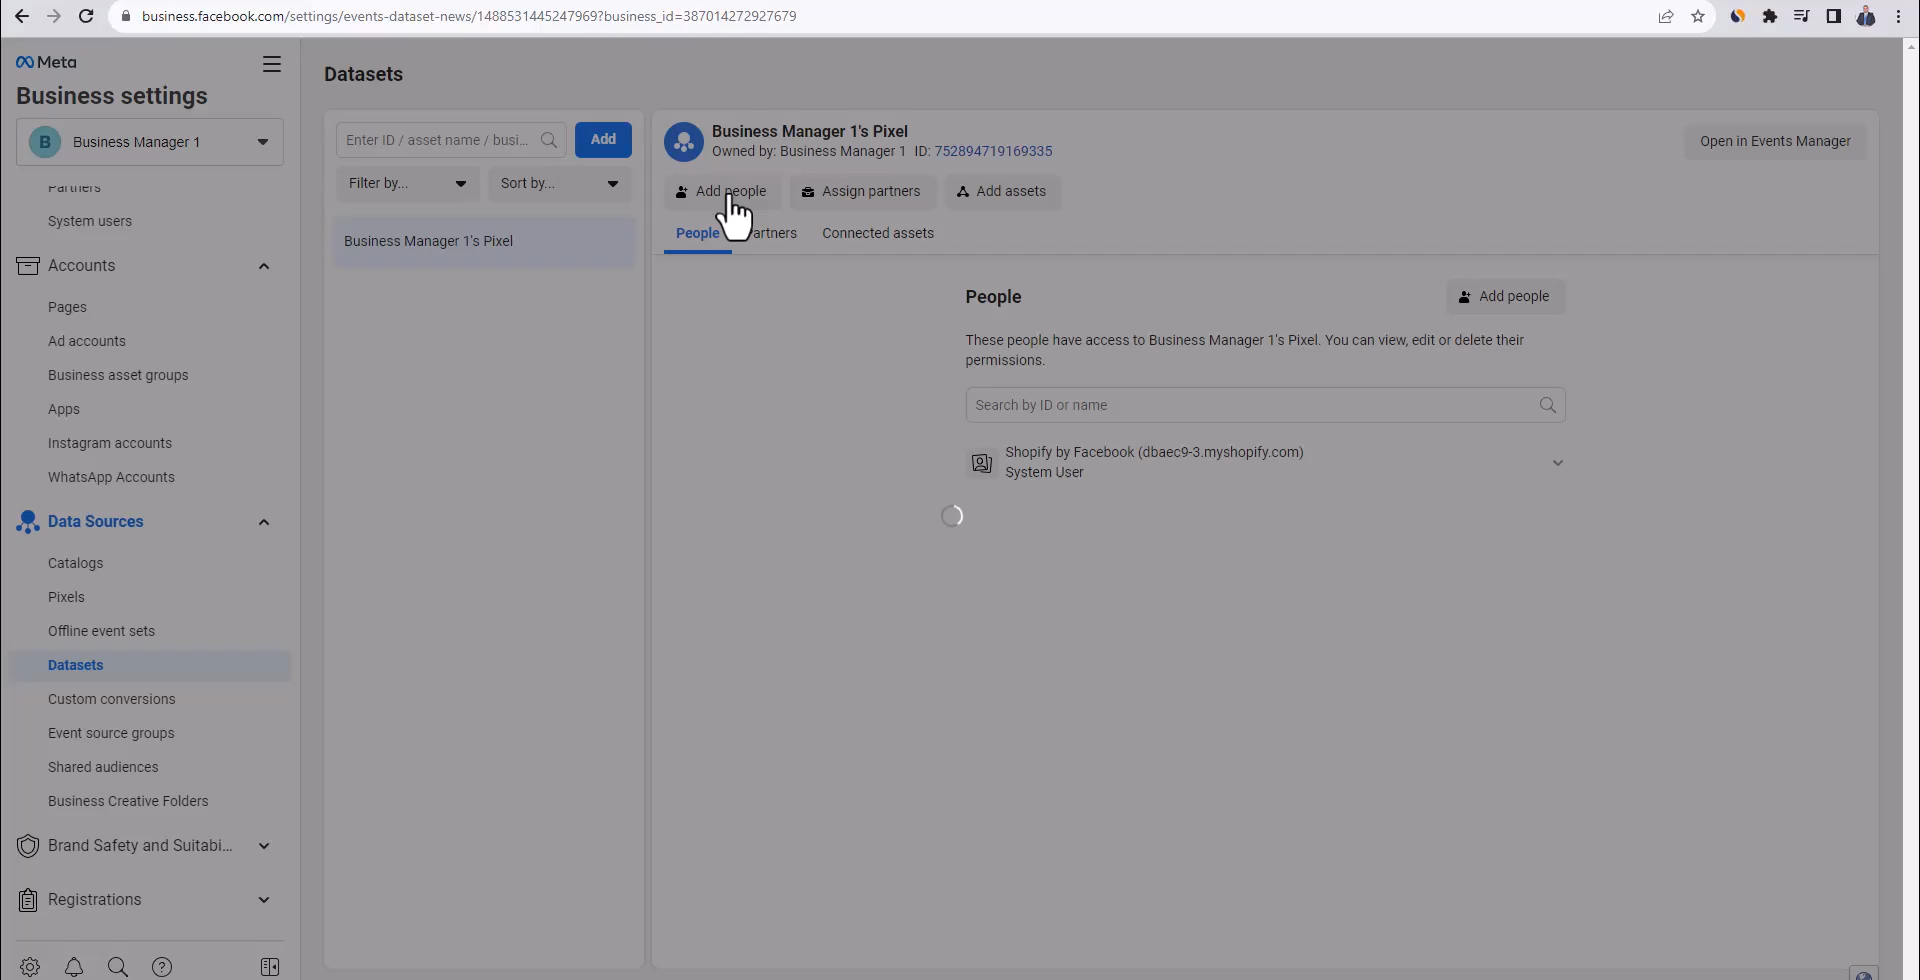 business.facebook.com/settings/events-dataset-news/1488531445247969?business_id=387014272927679
Meta
Business settings
B
Business Manager 1
Partners
System users
Accounts
Pages
Ad accounts
Business asset groups
Apps
Instagram accounts
WhatsApp Accounts
Data Sources
Catalogs
Pixels
Offline event sets
Datasets
Custom conversions
Event source groups
Shared audiences
Business Creative Folders
Brand Safety and Suitabi...
Registrations
Datasets
Enter ID / asset name / busi...
Add
Filter by...
Sort by...
Business Manager 1's Pixel
Business Manager 1's Pixel
Owned by: Business Manager 1 ID: 752894719169335
Open in Events Manager
Add people
Assign partners
Add assets
People
artners
Connected assets
People
Add people
These people have access to Business Manager 1's Pixel. You can view, edit or delete their
permissions.
Search by ID or name
Shopify by Facebook (dbaec9-3.myshopify.com)
System User